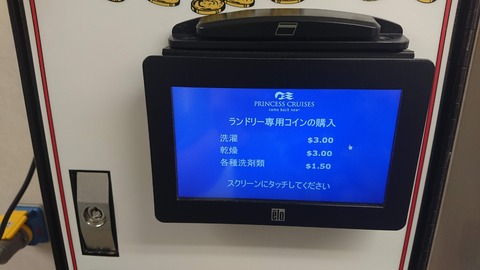 PRINCESS CRUISES
come back new
ランドリー専用コインの購入
洗濯 $3.00
乾燥 $3.00
各種洗剤類 $1.50
スクリーンにタッチしてください
elo